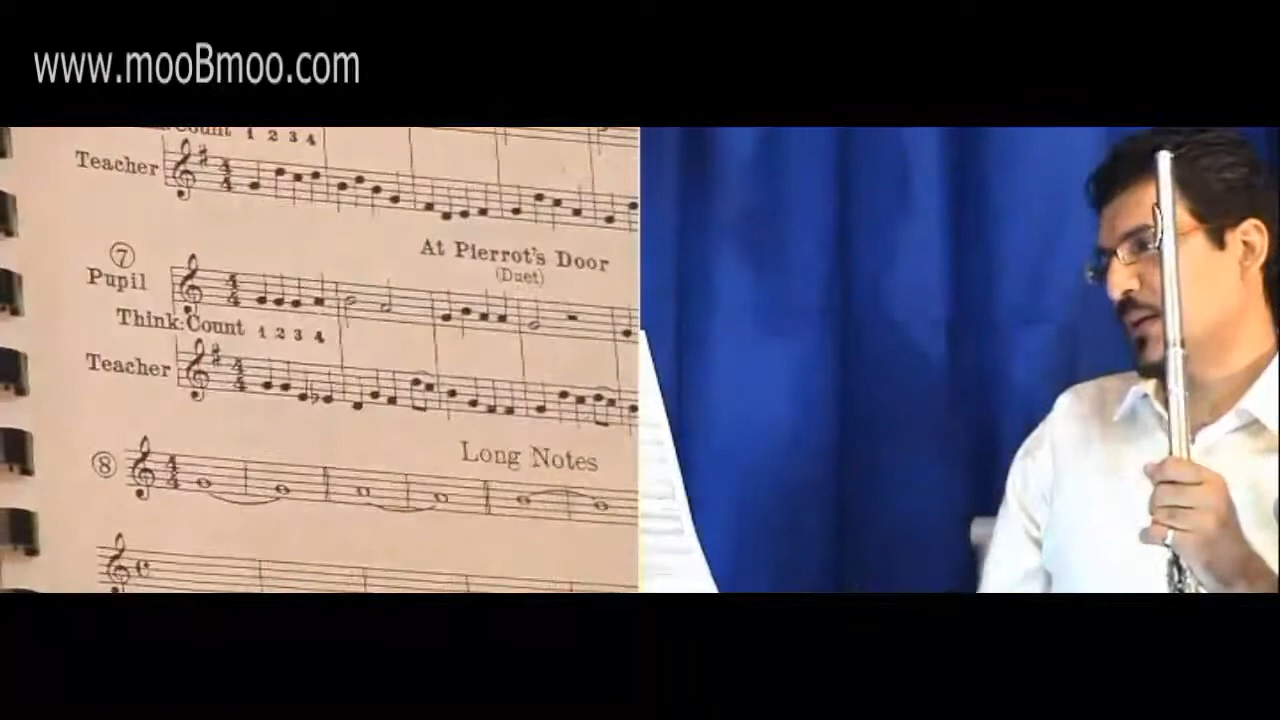 www.mooBmoo.com
Count 1 2 3 4
Teacher
At Pierrot's Door
(Duet)
7
Pupil
Think: Count 1 2 3 4
Teacher
Long Notes
8